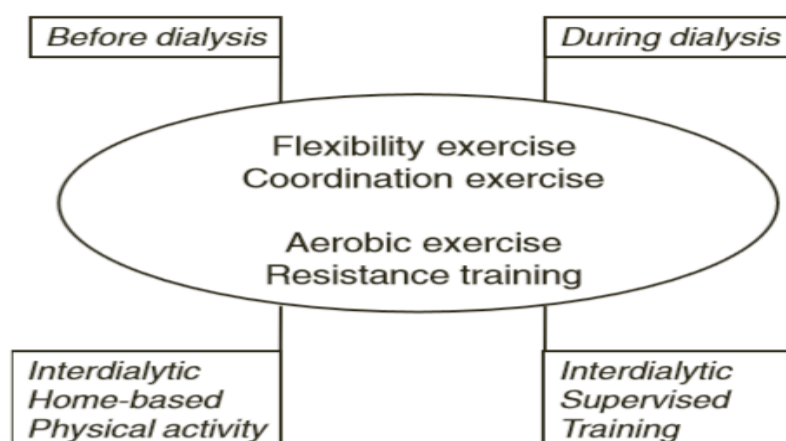 Before dialysis
During dialysis
Flexibility exercise
Coordination exercise
Aerobic exercise
Resistance training
Interdialytic
Home-based
Physical activity
Interdialytic
Supervised
Training